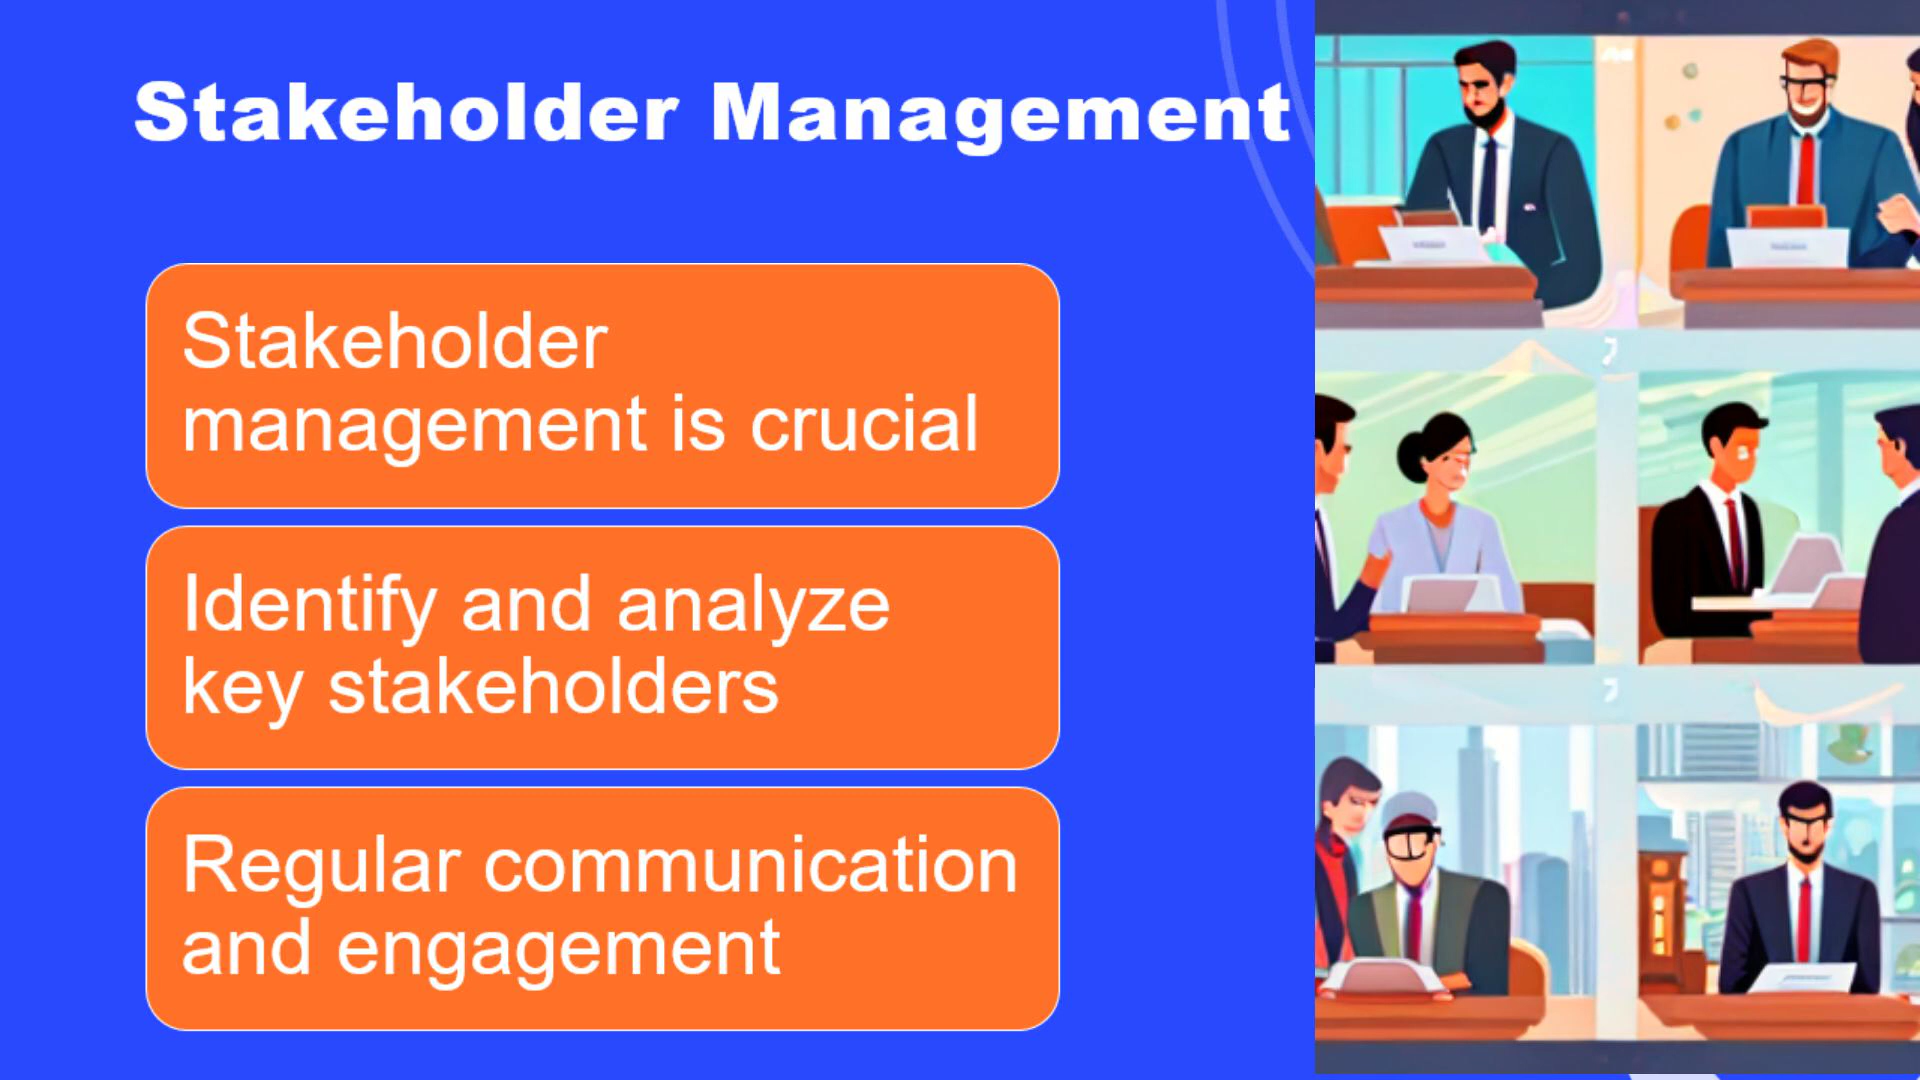 Stakeholder Management
Stakeholder
management is crucial
Identify and analyze
key stakeholders
Regular communication
and engagement